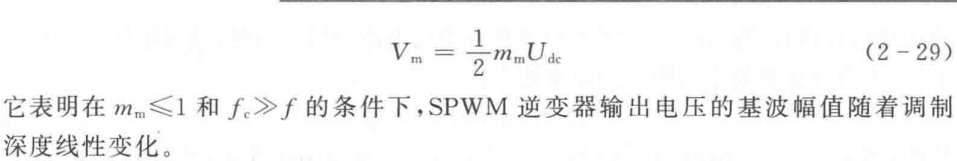 V_m = 1/2 m_m U_dc (2-29)
它表明在 m_m≤1 和 f_c≫f 的条件下,SPWM 逆变器输出电压的基波幅值随着调制
深度线性变化。